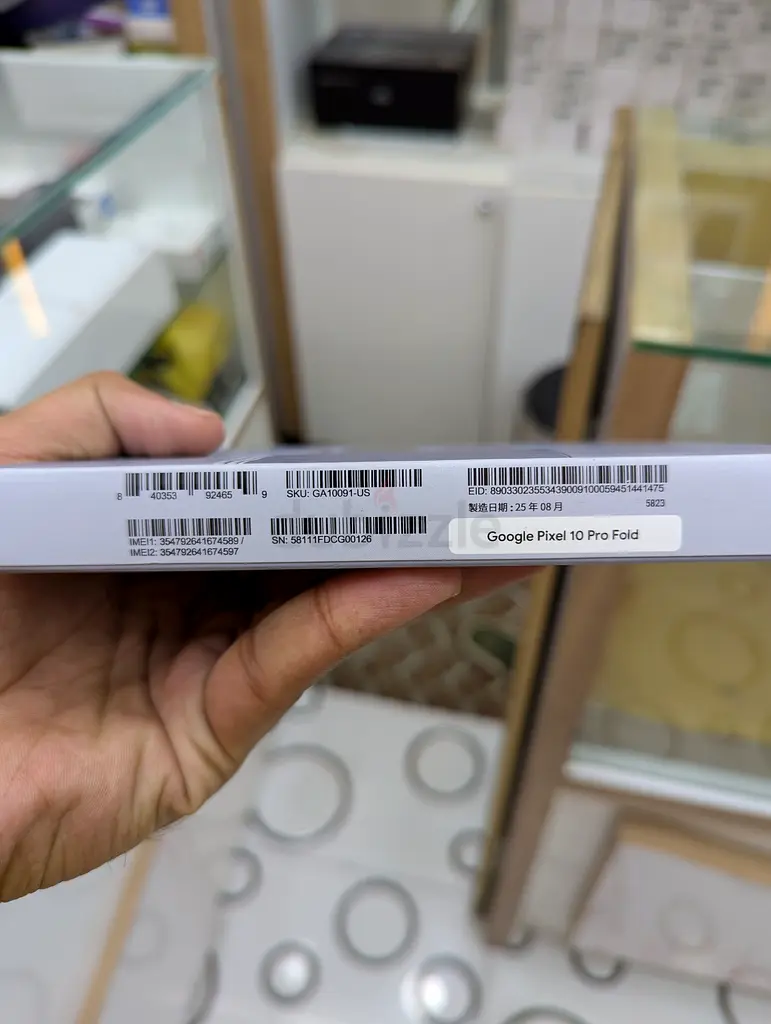 8 40353 92465 9
SKU: GA10091-US
EID: 89033023553439009100059451441475
製造日期 : 25 年 08 月
5823
IMEI1: 354792641674589 /
IMEI2: 354792641674597
SN: 58111FDCG00126
dubizzle
Google Pixel 10 Pro Fold